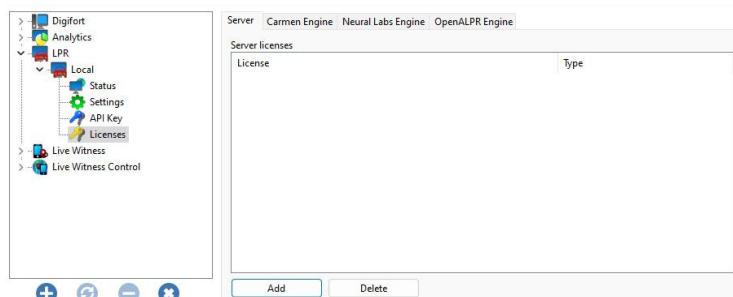 Digifort
Analytics
LPR
Local
Status
Settings
API Key
Licenses
Live Witness
Live Witness Control
Server Carmen Engine Neural Labs Engine OpenALPR Engine
Server licenses
License Type
Add Delete